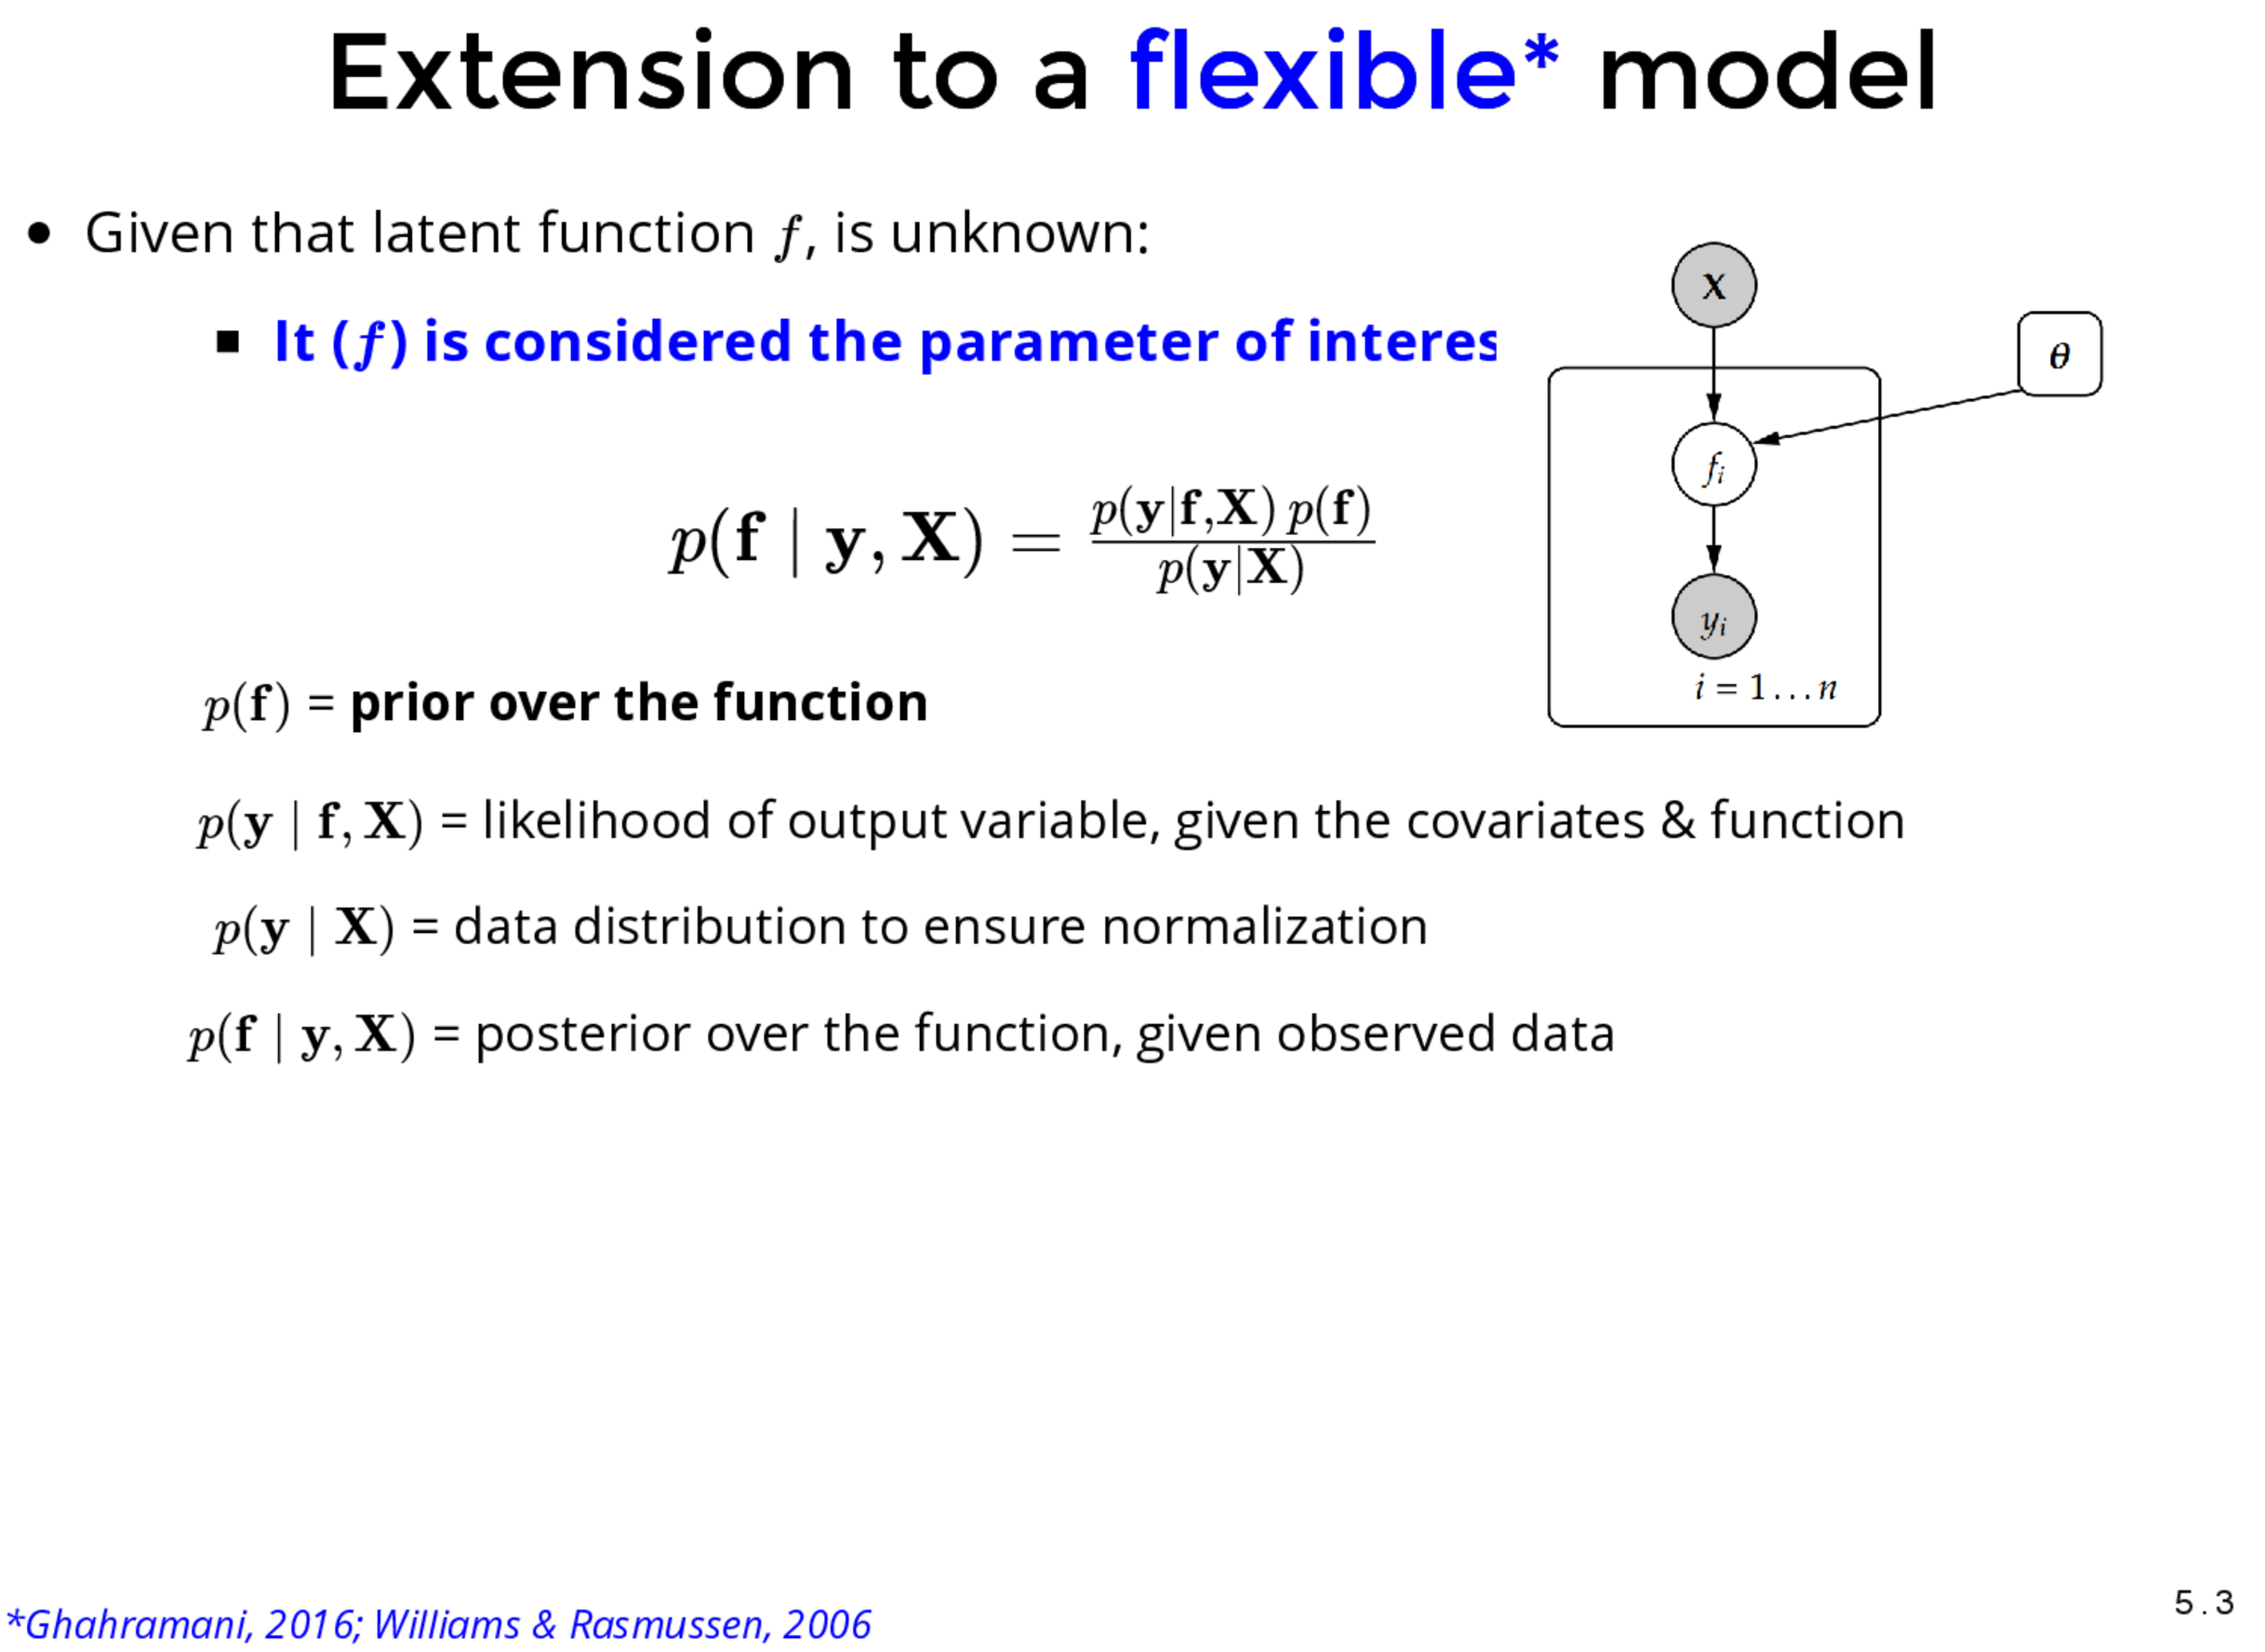 Extension to a flexible* model
• Given that latent function f, is unknown:
▪ It (f) is considered the parameter of interes
p(f | y, X) = p(y|f,X) p(f) / p(y|X)
p(f) = prior over the function
p(y | f, X) = likelihood of output variable, given the covariates & function
p(y | X) = data distribution to ensure normalization
p(f | y, X) = posterior over the function, given observed data
X
θ
fᵢ
yᵢ
i = 1...n
*Ghahramani, 2016; Williams & Rasmussen, 2006
5.3